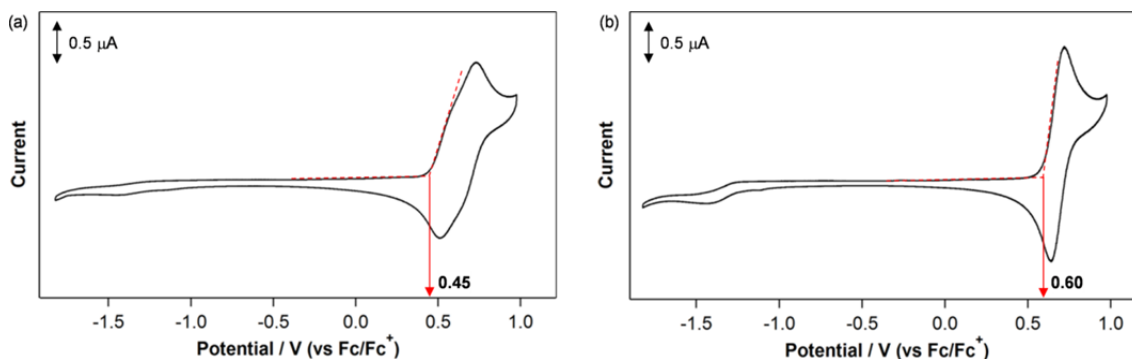 (a)
0.5 μA
Current
0.45
-1.5 -1.0 -0.5 0.0 0.5 1.0
Potential / V (vs Fc/Fc⁺)
(b)
0.5 μA
Current
0.60
-1.5 -1.0 -0.5 0.0 0.5 1.0
Potential / V (vs Fc/Fc⁺)